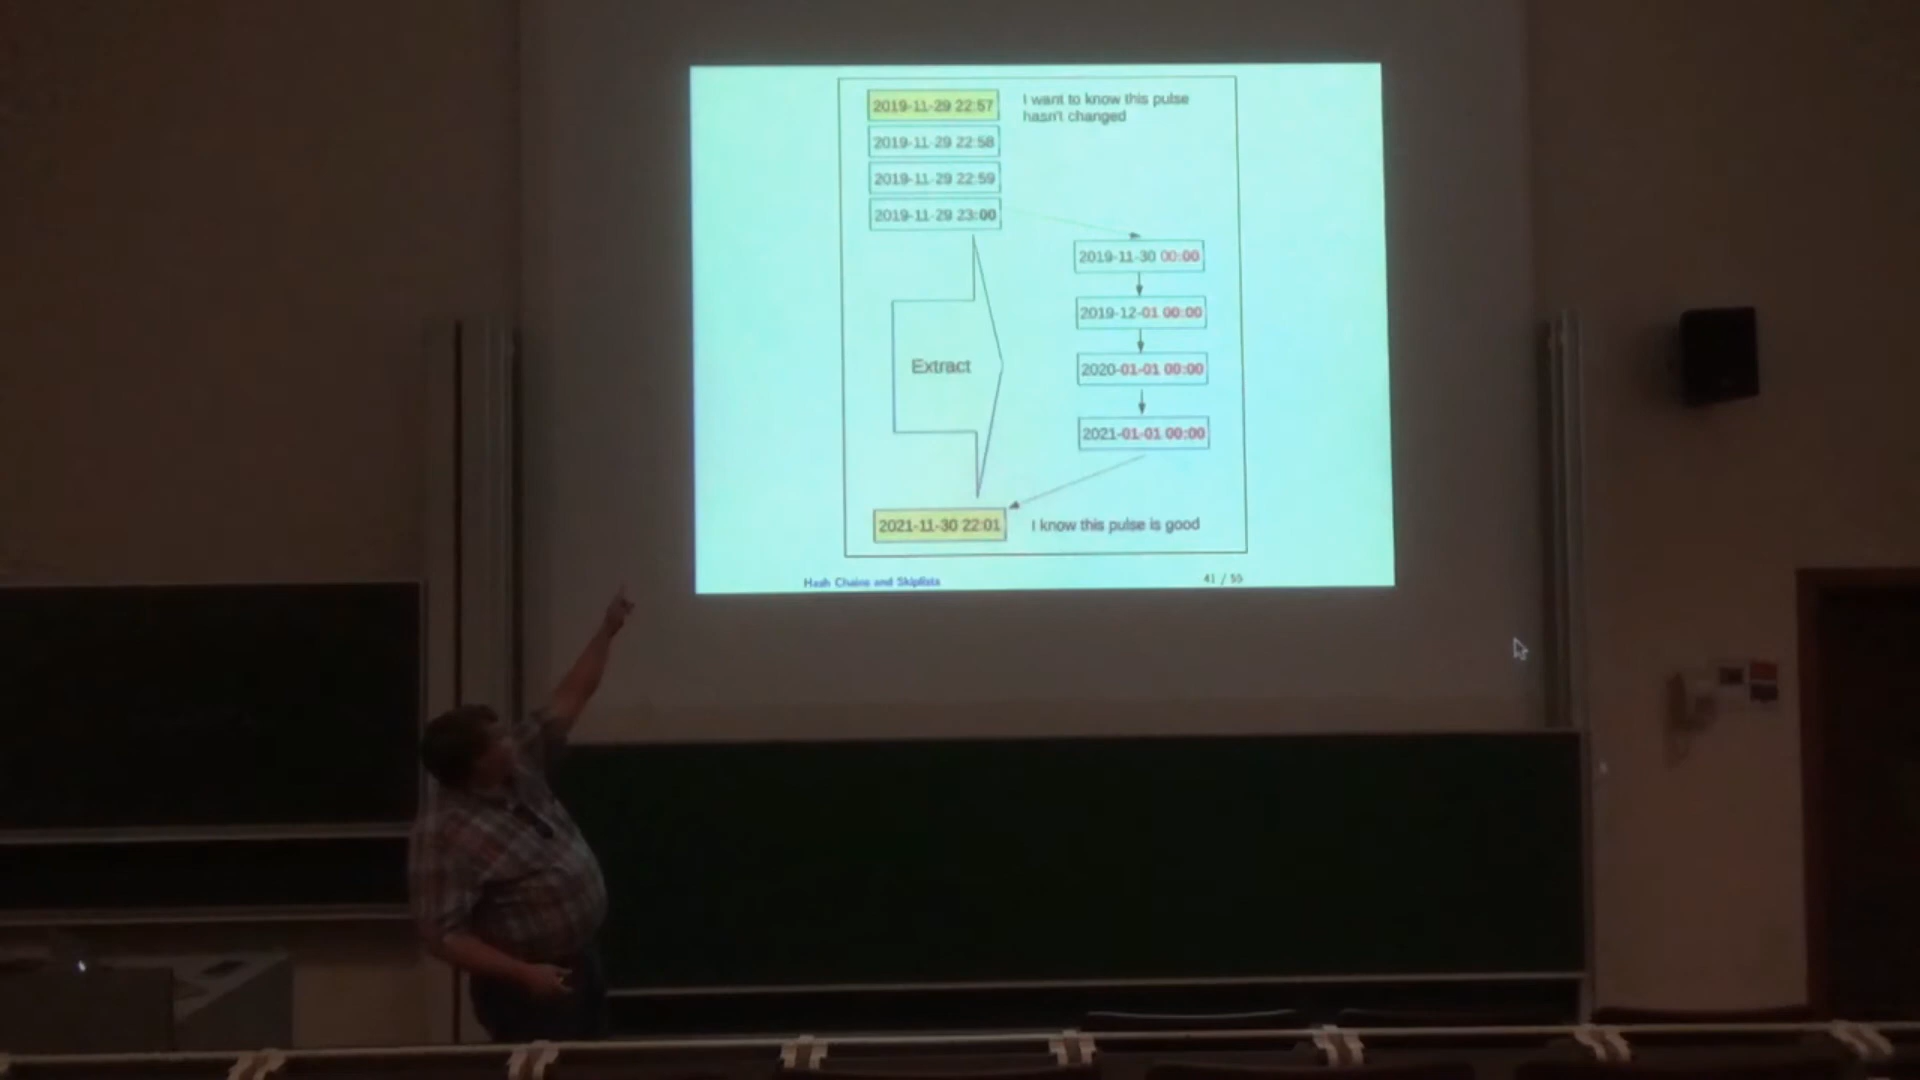 2019-11-29 22:57
I want to know this pulse
hasn't changed
2019-11-29 22:58
2019-11-29 22:59
2019-11-29 23:00
2019-11-30 00:00
2019-12-01 00:00
Extract
2020-01-01 00:00
2021-01-01 00:00
2021-11-30 22:01
I know this pulse is good
Hash Chains and Skiplists
41 / 55